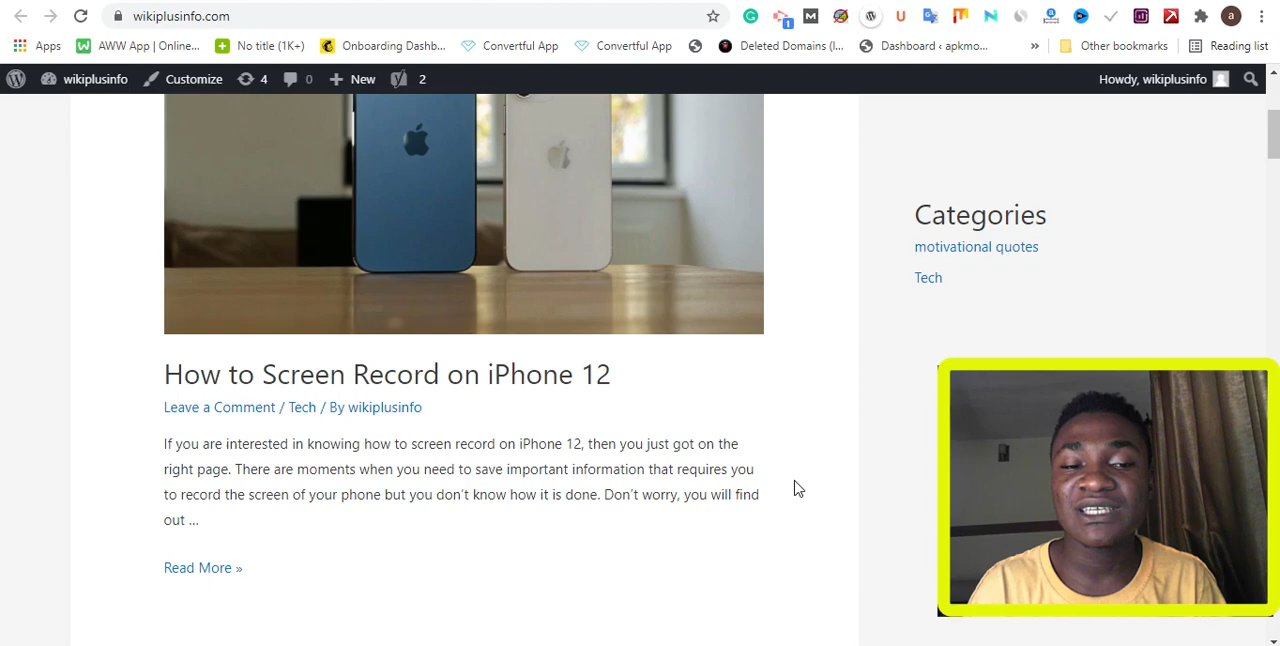 wikiplusinfo.com
1
Apps
AWW App | Online...
No title (1K+)
Onboarding Dashb...
Convertful App
Convertful App
Deleted Domains (l...
Dashboard ‹ apkmo...
»
Other bookmarks
Reading list
wikiplusinfo
Customize
4
0
New
2
Howdy, wikiplusinfo
How to Screen Record on iPhone 12
Leave a Comment / Tech / By wikiplusinfo
If you are interested in knowing how to screen record on iPhone 12, then you just got on the
right page. There are moments when you need to save important information that requires you
to record the screen of your phone but you don't know how it is done. Don't worry, you will find
out ...
Read More »
Categories
motivational quotes
Tech